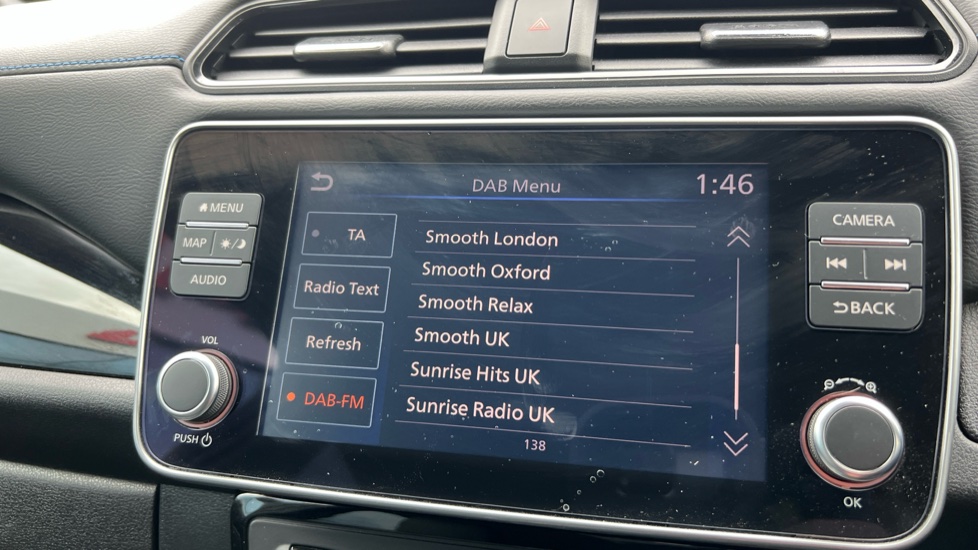 DAB Menu
1:46
MENU
MAP
AUDIO
VOL
PUSH
TA
Radio Text
Refresh
DAB-FM
Smooth London
Smooth Oxford
Smooth Relax
Smooth UK
Sunrise Hits UK
Sunrise Radio UK
138
CAMERA
BACK
OK